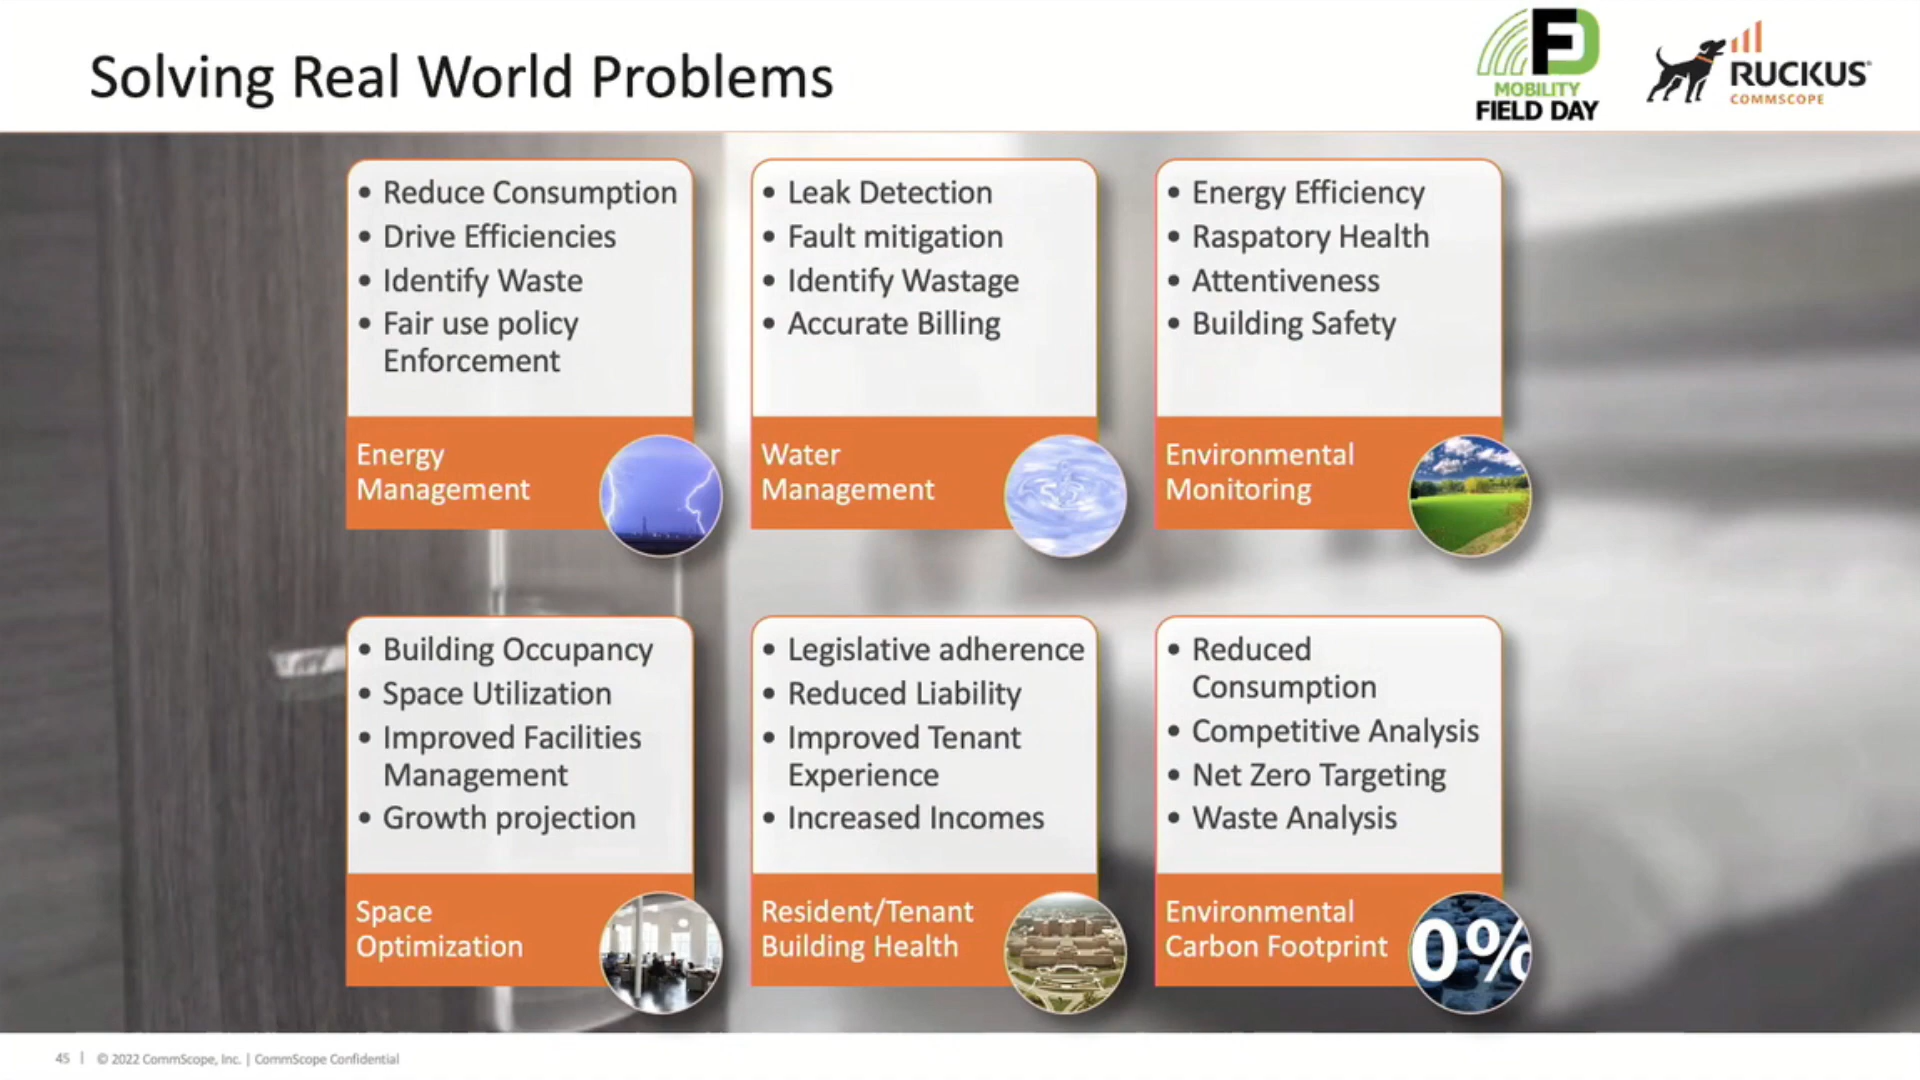 Solving Real World Problems
MOBILITY
FIELD DAY
RUCKUS
COMMSCOPE
• Reduce Consumption
• Drive Efficiencies
• Identify Waste
• Fair use policy
Enforcement
Energy
Management
• Leak Detection
• Fault mitigation
• Identify Wastage
• Accurate Billing
Water
Management
• Energy Efficiency
• Raspatory Health
• Attentiveness
• Building Safety
Environmental
Monitoring
• Building Occupancy
• Space Utilization
• Improved Facilities
Management
• Growth projection
Space
Optimization
• Legislative adherence
• Reduced Liability
• Improved Tenant
Experience
• Increased Incomes
Resident/Tenant
Building Health
• Reduced
Consumption
• Competitive Analysis
• Net Zero Targeting
• Waste Analysis
Environmental
Carbon Footprint
0%
45 | © 2022 CommScope, Inc. | CommScope Confidential